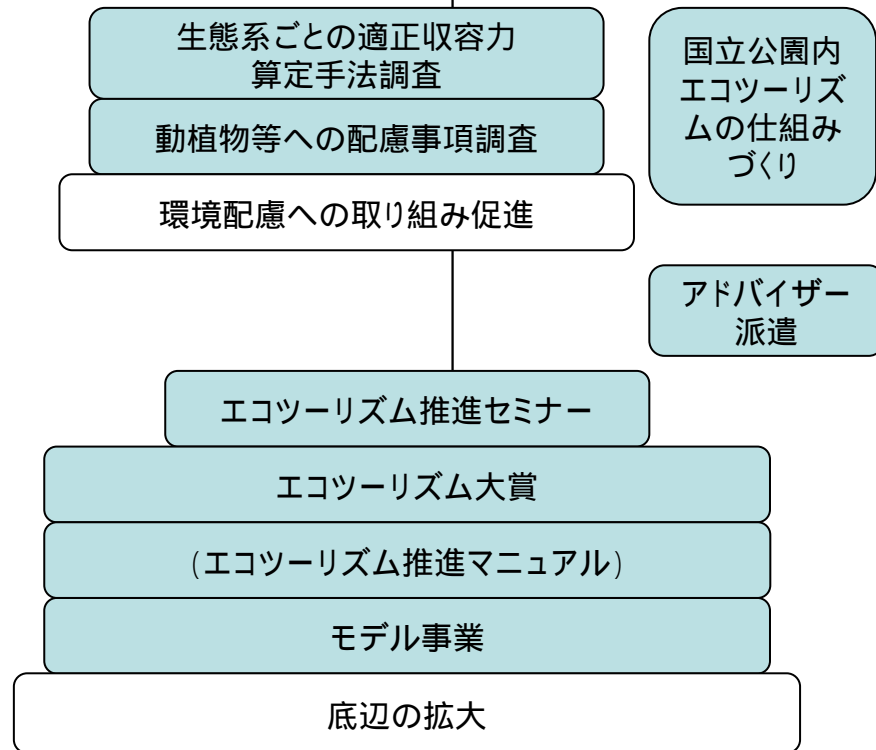 生態系ごとの適正収容力
算定手法調査
動植物等への配慮事項調査
環境配慮への取り組み促進
国立公園内
エコツーリズ
ムの仕組み
づくり
アドバイザー
派遣
エコツーリズム推進セミナー
エコツーリズム大賞
(エコツーリズム推進マニュアル)
モデル事業
底辺の拡大